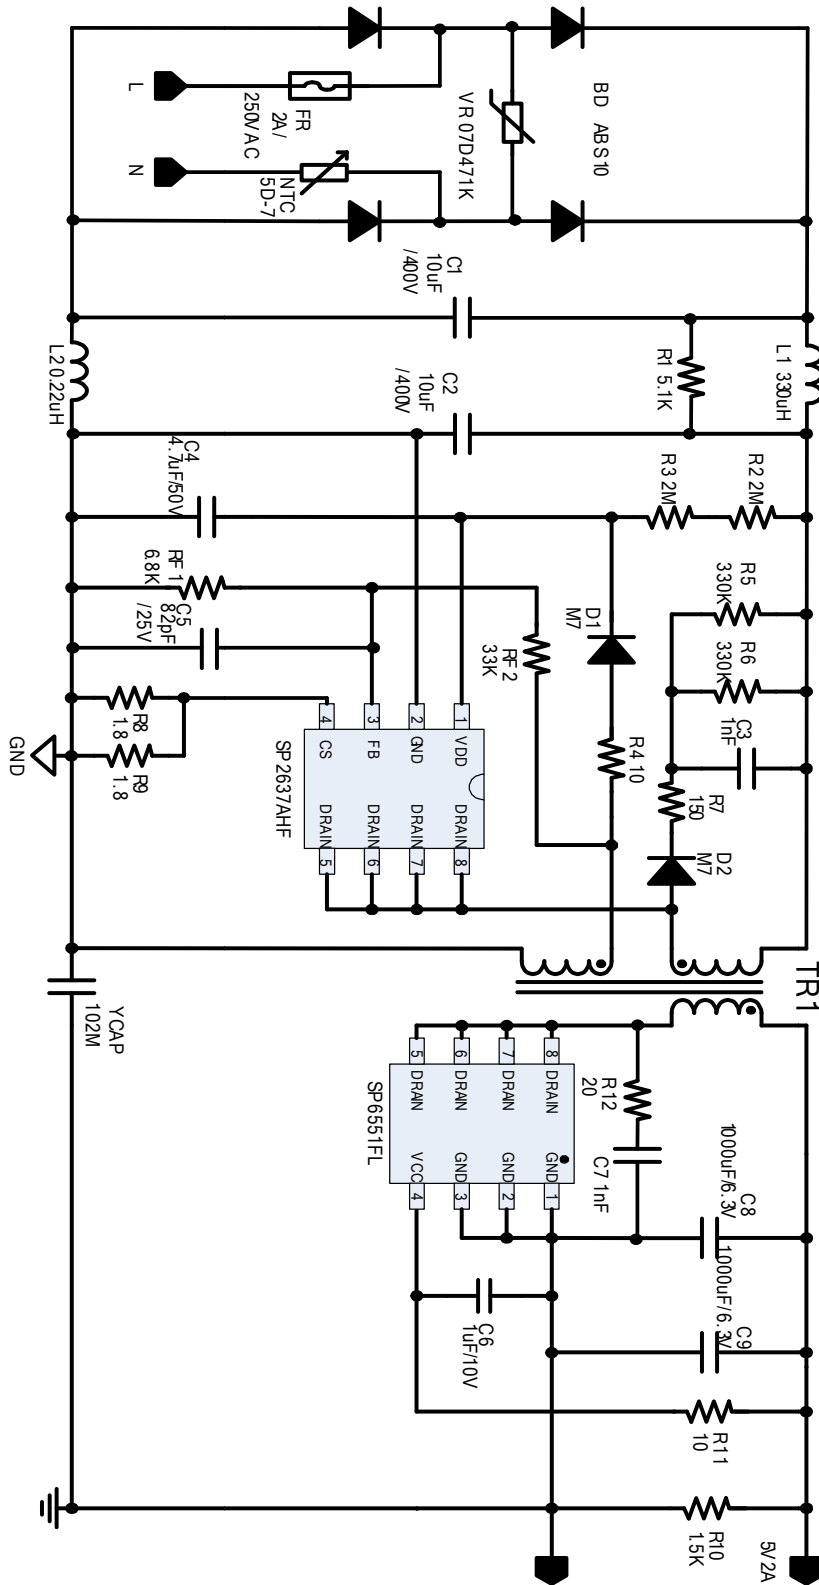 L
N
FR
2A/
250VAC
NTC
5D-7
VR 07D471K
BD ABS10
C1
10uF
/400V
C2
10uF
/400V
R1 5.1K
L1 330uH
L2 0.22uH
C4
4.7uF/50V
R3 2M
R2 2M
RF1
6.8K
C5
82pF
/25V
R8
1.8
R9
1.8
GND
D1
M7
RF2
33K
R4 10
R5
330K
R6
330K
C3
1nF
R7
150
D2
M7
4
3
2
1
CS
FB
GND
VDD
SP2637AHF
DRAIN
DRAIN
DRAIN
DRAIN
5
6
7
8
TR1
YCAP
102M
5
6
7
8
DRAIN
DRAIN
DRAIN
DRAIN
SP6551FL
VCC
GND
GND
GND
4
3
2
1
R12
20
C7 1nF
C8
1000uF/6.3V
C9
1000uF/6.3V
C6
1uF/10V
R11
10
R10
1.5K
5V2A